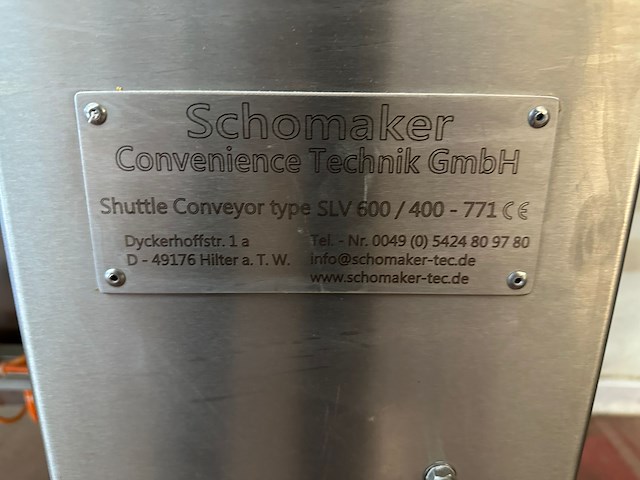 Schomaker
Convenience Technik GmbH
Shuttle Conveyor type SLV 600 / 400 - 771 CE
Dyckerhoffstr. 1 a
D - 49176 Hilter a. T. W.
Tel. - Nr. 0049 (0) 5424 80 97 80
info@schomaker-tec.de
www.schomaker-tec.de